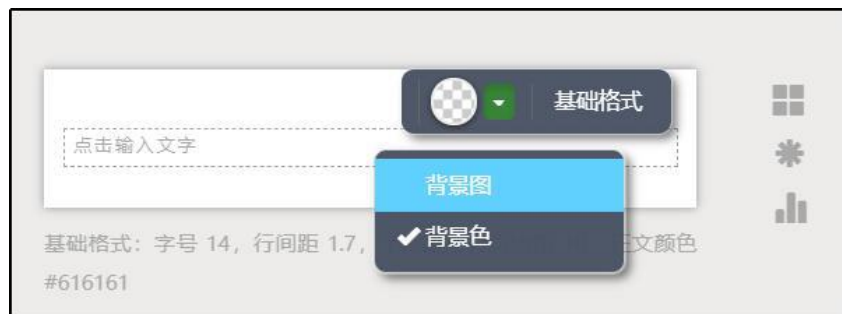 基础格式
点击输入文字
背景图
背景色
基础格式：字号 14，行间距 1.7，
文颜色
#616161